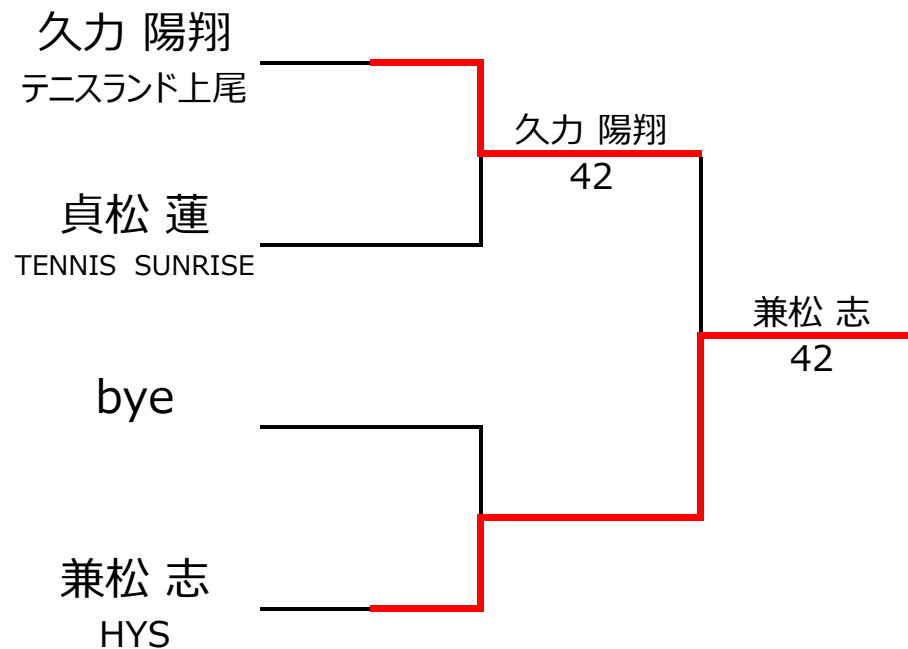 久力 陽翔
テニスランド上尾
久力 陽翔
42
貞松 蓮
TENNIS SUNRISE
兼松 志
42
bye
兼松 志
HYS